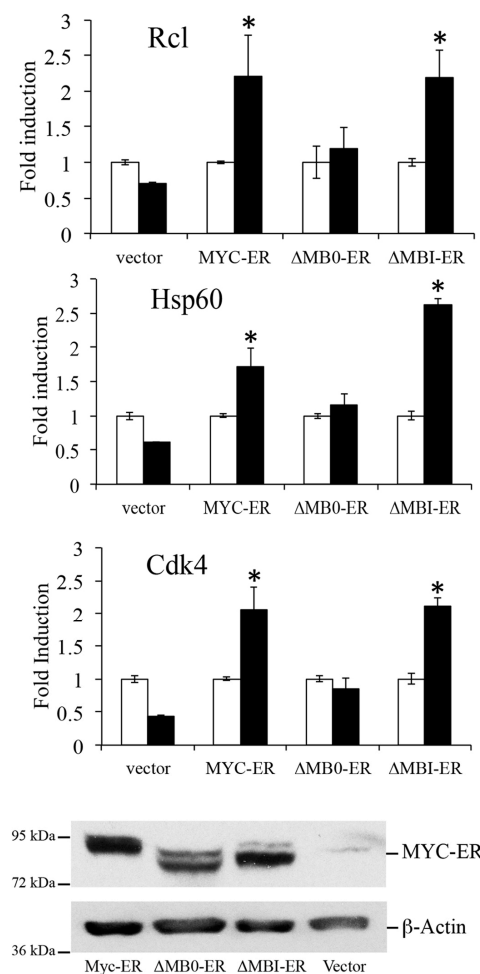 Rcl
Fold induction
3
2.5
2
1.5
1
0.5
0
*
*
vector MYC-ER ΔMB0-ER ΔMBI-ER
Hsp60
Fold induction
3
2.5
2
1.5
1
0.5
0
*
*
vector MYC-ER ΔMB0-ER ΔMBI-ER
Cdk4
Fold Induction
3
2.5
2
1.5
1
0.5
0
*
*
vector MYC-ER ΔMB0-ER ΔMBI-ER
95 kDa
MYC-ER
72 kDa
β-Actin
36 kDa
Myc-ER ΔMB0-ER ΔMBI-ER Vector